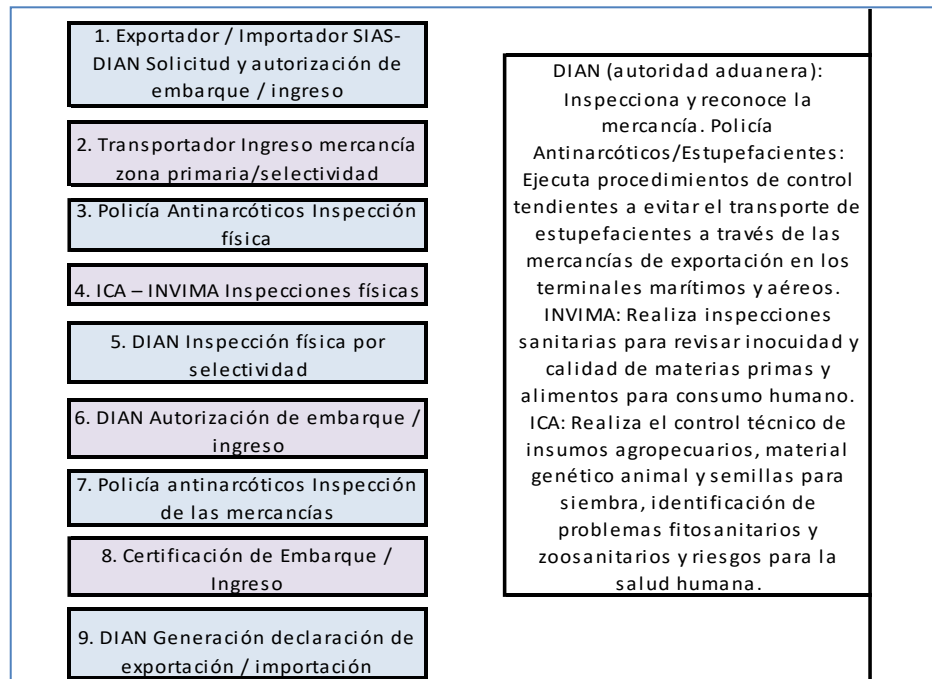 1. Exportador / Importador SIAS-
DIAN Solicitud y autorización de
embarque / ingreso
2. Transportador Ingreso mercancía
zona primaria/selectividad
3. Policía Antinarcóticos Inspección
física
4. ICA – INVIMA Inspecciones físicas
5. DIAN Inspección física por
selectividad
6. DIAN Autorización de embarque /
ingreso
7. Policía antinarcóticos Inspección
de las mercancías
8. Certificación de Embarque /
Ingreso
9. DIAN Generación declaración de
exportación / importación
DIAN (autoridad aduanera):
Inspecciona y reconoce la
mercancía. Policía
Antinarcóticos/Estupefacientes:
Ejecuta procedimientos de control
tendientes a evitar el transporte de
estupefacientes a través de las
mercancías de exportación en los
terminales marítimos y aéreos.
INVIMA: Realiza inspecciones
sanitarias para revisar inocuidad y
calidad de materias primas y
alimentos para consumo humano.
ICA: Realiza el control técnico de
insumos agropecuarios, material
genético animal y semillas para
siembra, identificación de
problemas fitosanitarios y
zoosanitarios y riesgos para la
salud humana.